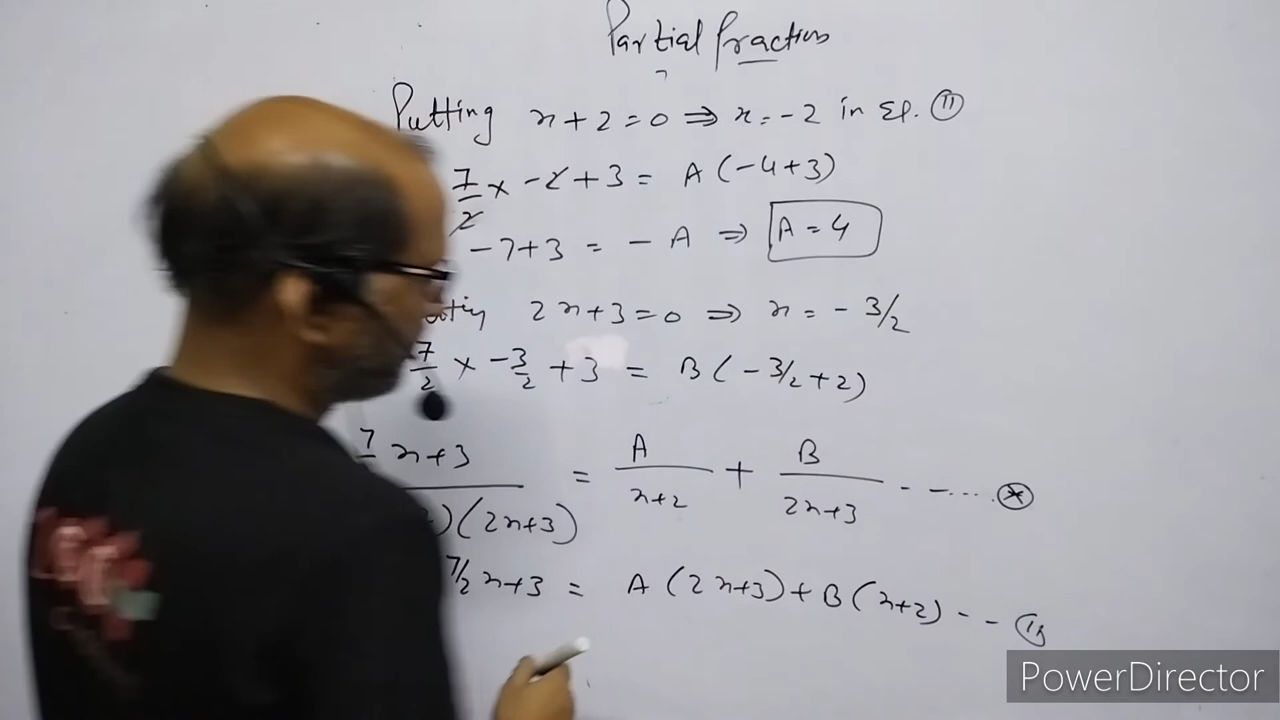 Partial fractions
Putting x+2=0 ⇒ x=-2 in Eq. (11)
7/2 x -2+3 = A(-4+3)
-7+3 = -A ⇒ A=4
2x+3=0 ⇒ x = -3/2
7/2 x -3/2 +3 = B(-3/2+2)
7 x+3 / )(2x+3) = A/x+2 + B/2x+3 - -.... (*)
7/2 x+3 = A(2x+3)+B(x+2) - -
PowerDirector